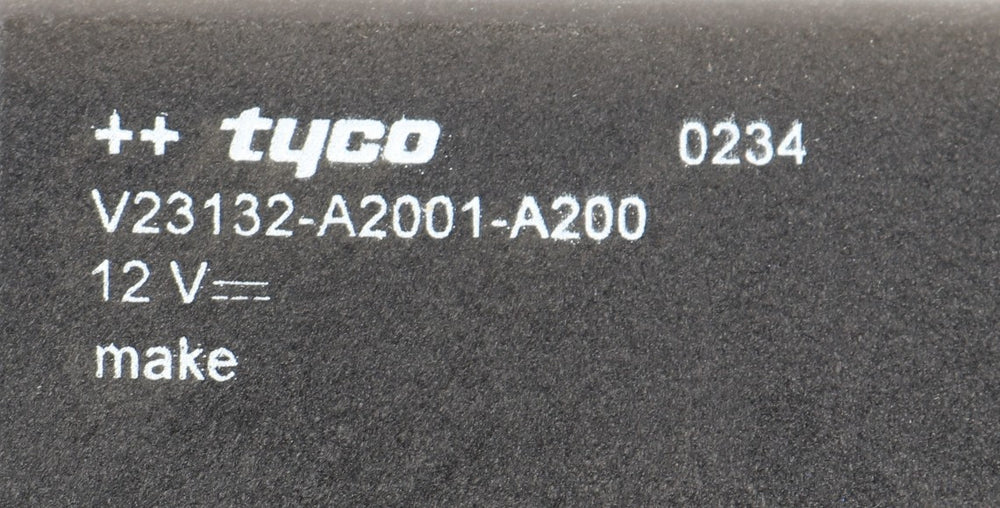 ++ tyco 0234
V23132-A2001-A200
12 V⎓
make